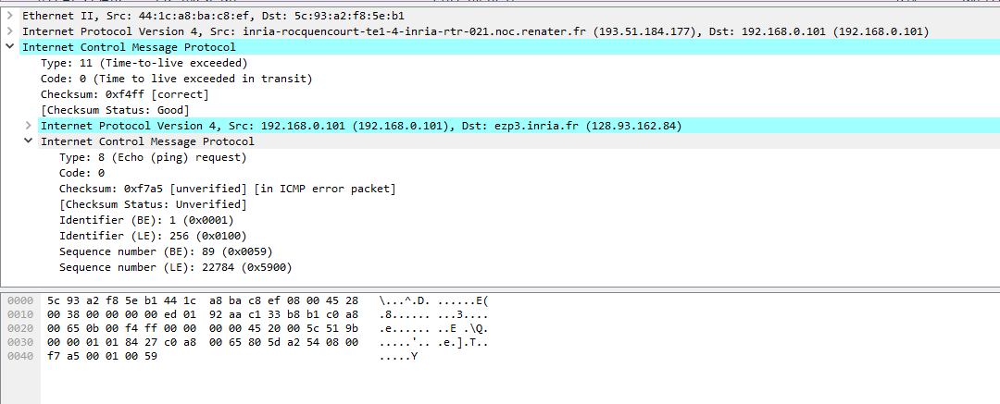 Ethernet II, Src: 44:1c:a8:ba:c8:ef, Dst: 5c:93:a2:f8:5e:b1
Internet Protocol Version 4, Src: inria-rocquencourt-te1-4-inria-rtr-021.noc.renater.fr (193.51.184.177), Dst: 192.168.0.101 (192.168.0.101)
Internet Control Message Protocol
Type: 11 (Time-to-live exceeded)
Code: 0 (Time to live exceeded in transit)
Checksum: 0xf4ff [correct]
[Checksum Status: Good]
Internet Protocol Version 4, Src: 192.168.0.101 (192.168.0.101), Dst: ezp3.inria.fr (128.93.162.84)
Internet Control Message Protocol
Type: 8 (Echo (ping) request)
Code: 0
Checksum: 0xf7a5 [unverified] [in ICMP error packet]
[Checksum Status: Unverified]
Identifier (BE): 1 (0x0001)
Identifier (LE): 256 (0x0100)
Sequence number (BE): 89 (0x0059)
Sequence number (LE): 22784 (0x5900)
0000 5c 93 a2 f8 5e b1 44 1c a8 ba c8 ef 08 00 45 28 \...^.D. ......E(
0010 00 38 00 00 00 00 ed 01 92 aa c1 33 b8 b1 c0 a8 .8...... ...3....
0020 00 65 0b 00 f4 ff 00 00 00 00 45 20 00 5c 51 9b .e...... ..E .\Q.
0030 00 00 01 01 84 27 c0 a8 00 65 80 5d a2 54 08 00 .....'.. .e.].T..
0040 f7 a5 00 01 00 59 .....Y